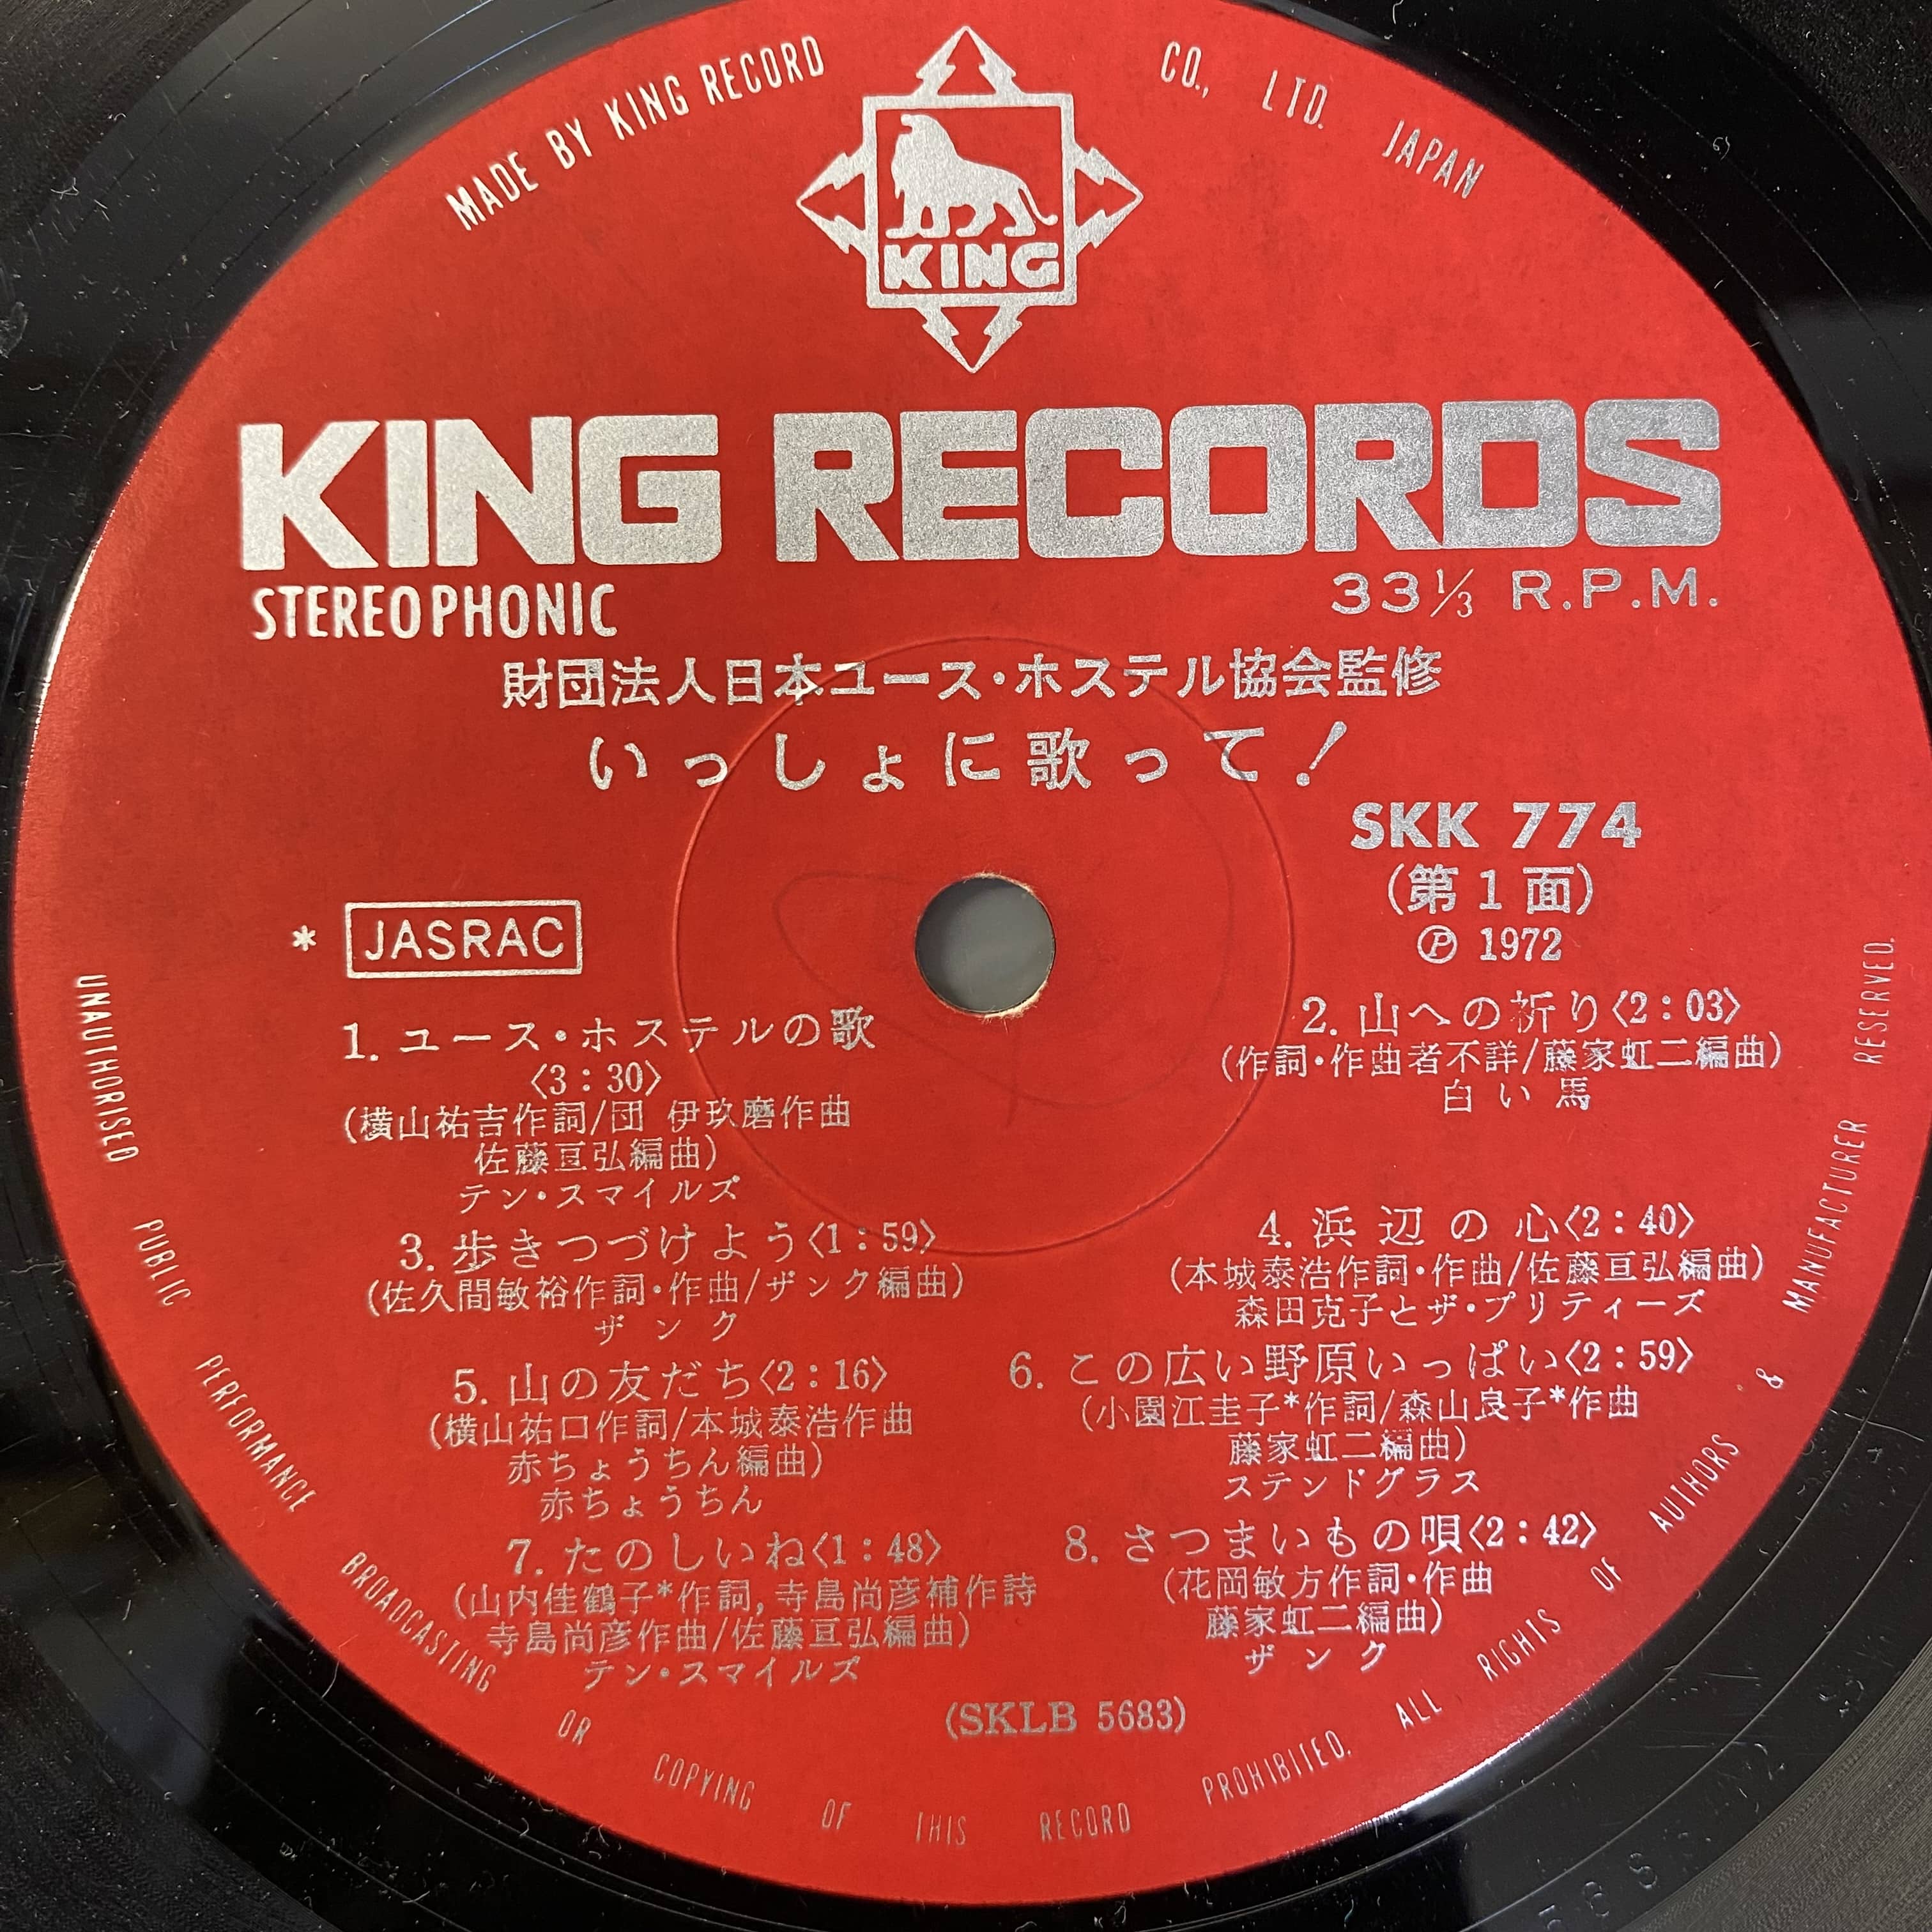 MADE BY KING RECORD CO., LTD. JAPAN
KING
KING RECORDS
STEREOPHONIC
33⅓ R.P.M.
財団法人日本ユース・ホステル協会監修
いっしょに歌って!
SKK 774
(第1面)
Ⓟ 1972
* JASRAC
1. ユース・ホステルの歌
〈3:30〉
(横山祐吉作詞/団 伊玖磨作曲
佐藤亘弘編曲)
テン・スマイルズ
2. 山への祈り〈2:03〉
(作詞・作曲者不詳/藤家虹二編曲)
白い馬
3. 歩きつづけよう〈1:59〉
(佐久間敏裕作詞・作曲/ザンク編曲)
ザンク
4. 浜辺の心〈2:40〉
(本城泰浩作詞・作曲/佐藤亘弘編曲)
森田克子とザ・プリティーズ
5. 山の友だち〈2:16〉
(横山祐口作詞/本城泰浩作曲
赤ちょうちん編曲)
赤ちょうちん
6. この広い野原いっぱい〈2:59〉
(小園江圭子*作詞/森山良子*作曲
藤家虹二編曲)
ステンドグラス
7. たのしいね〈1:48〉
(山内佳鶴子*作詞, 寺島尚彦補作詩
寺島尚彦作曲/佐藤亘弘編曲)
テン・スマイルズ
8. さつまいもの唄〈2:42〉
(花岡敏方作詞・作曲
藤家虹二編曲)
ザンク
(SKLB 5683)
UNAUTHORISED PUBLIC PERFORMANCE BROADCASTING OR COPYING OF THIS RECORD PROHIBITED. ALL RIGHTS OF AUTHORS & MANUFACTURER RESERVED.